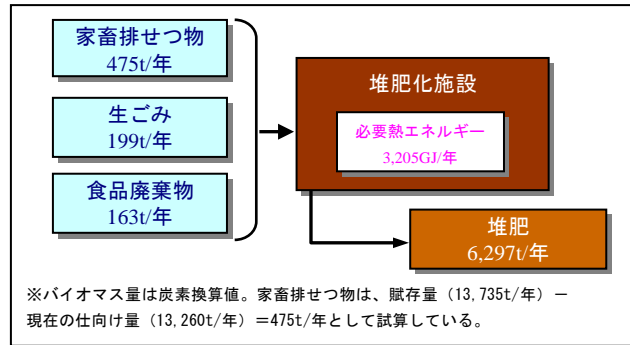 家畜排せつ物
475t/年
生ごみ
199t/年
食品廃棄物
163t/年
堆肥化施設
必要熱エネルギー
3,205GJ/年
堆肥
6,297t/年
※バイオマス量は炭素換算値。家畜排せつ物は、賦存量（13,735t/年）－
現在の仕向け量（13,260t/年）＝475t/年として試算している。